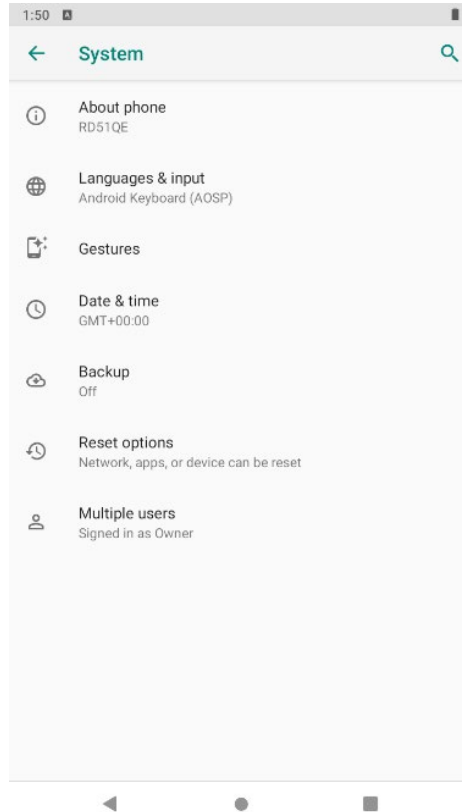 1:50
System
About phone
RD51QE
Languages & input
Android Keyboard (AOSP)
Gestures
Date & time
GMT+00:00
Backup
Off
Reset options
Network, apps, or device can be reset
Multiple users
Signed in as Owner